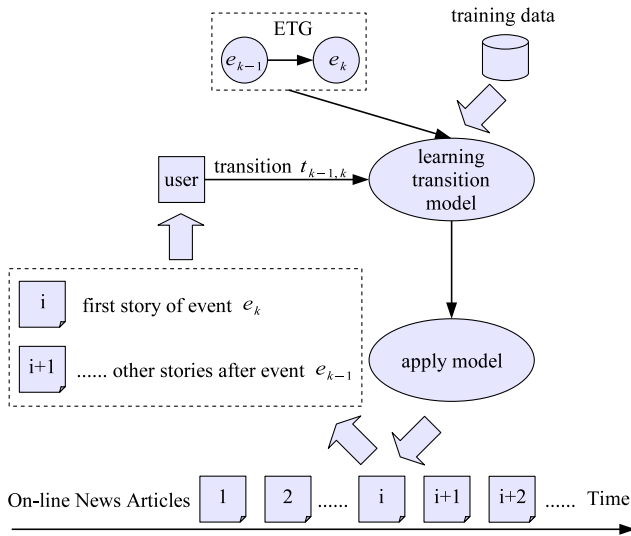 training data
ETG
e_{k-1} e_k
learning
transition
model
user transition t_{k-1,k}
i first story of event e_k
i+1 ...... other stories after event e_{k-1}
apply model
On-line News Articles 1 2 ...... i i+1 i+2 ...... Time